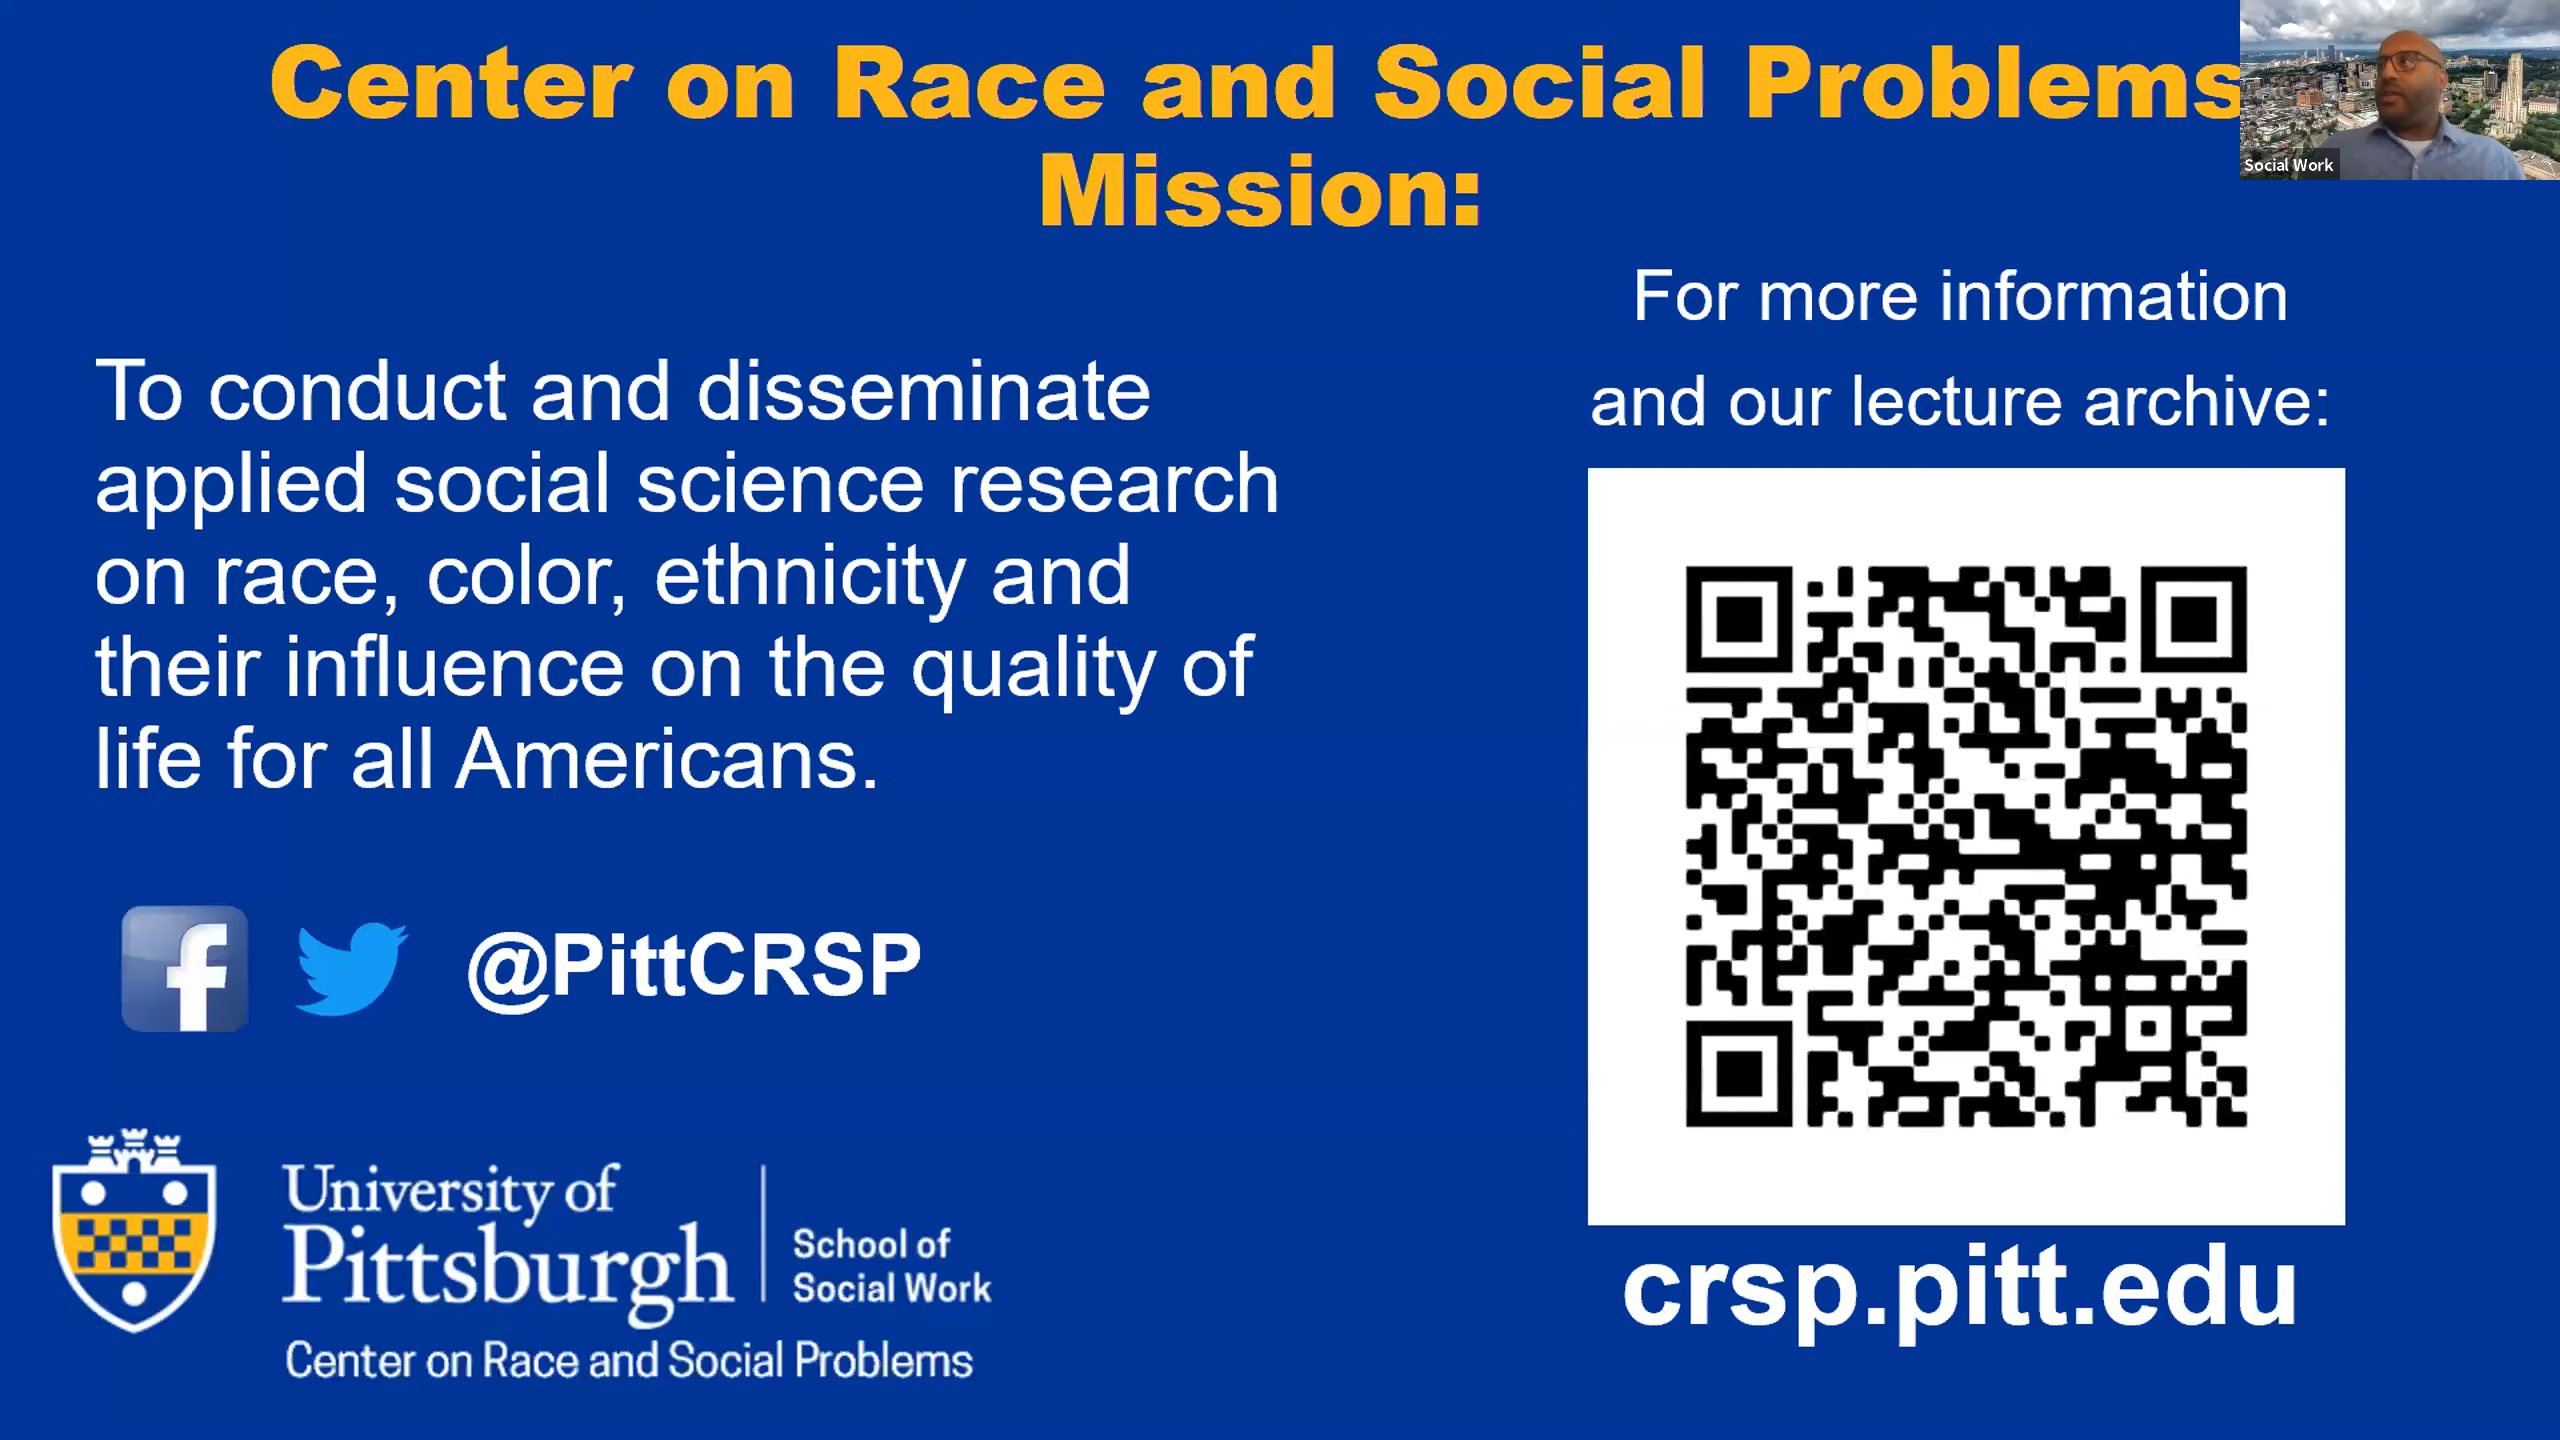 Center on Race and Social Problems
Mission:
Social Work
For more information
and our lecture archive:
To conduct and disseminate
applied social science research
on race, color, ethnicity and
their influence on the quality of
life for all Americans.
@PittCRSP
University of
Pittsburgh
School of
Social Work
Center on Race and Social Problems
crsp.pitt.edu